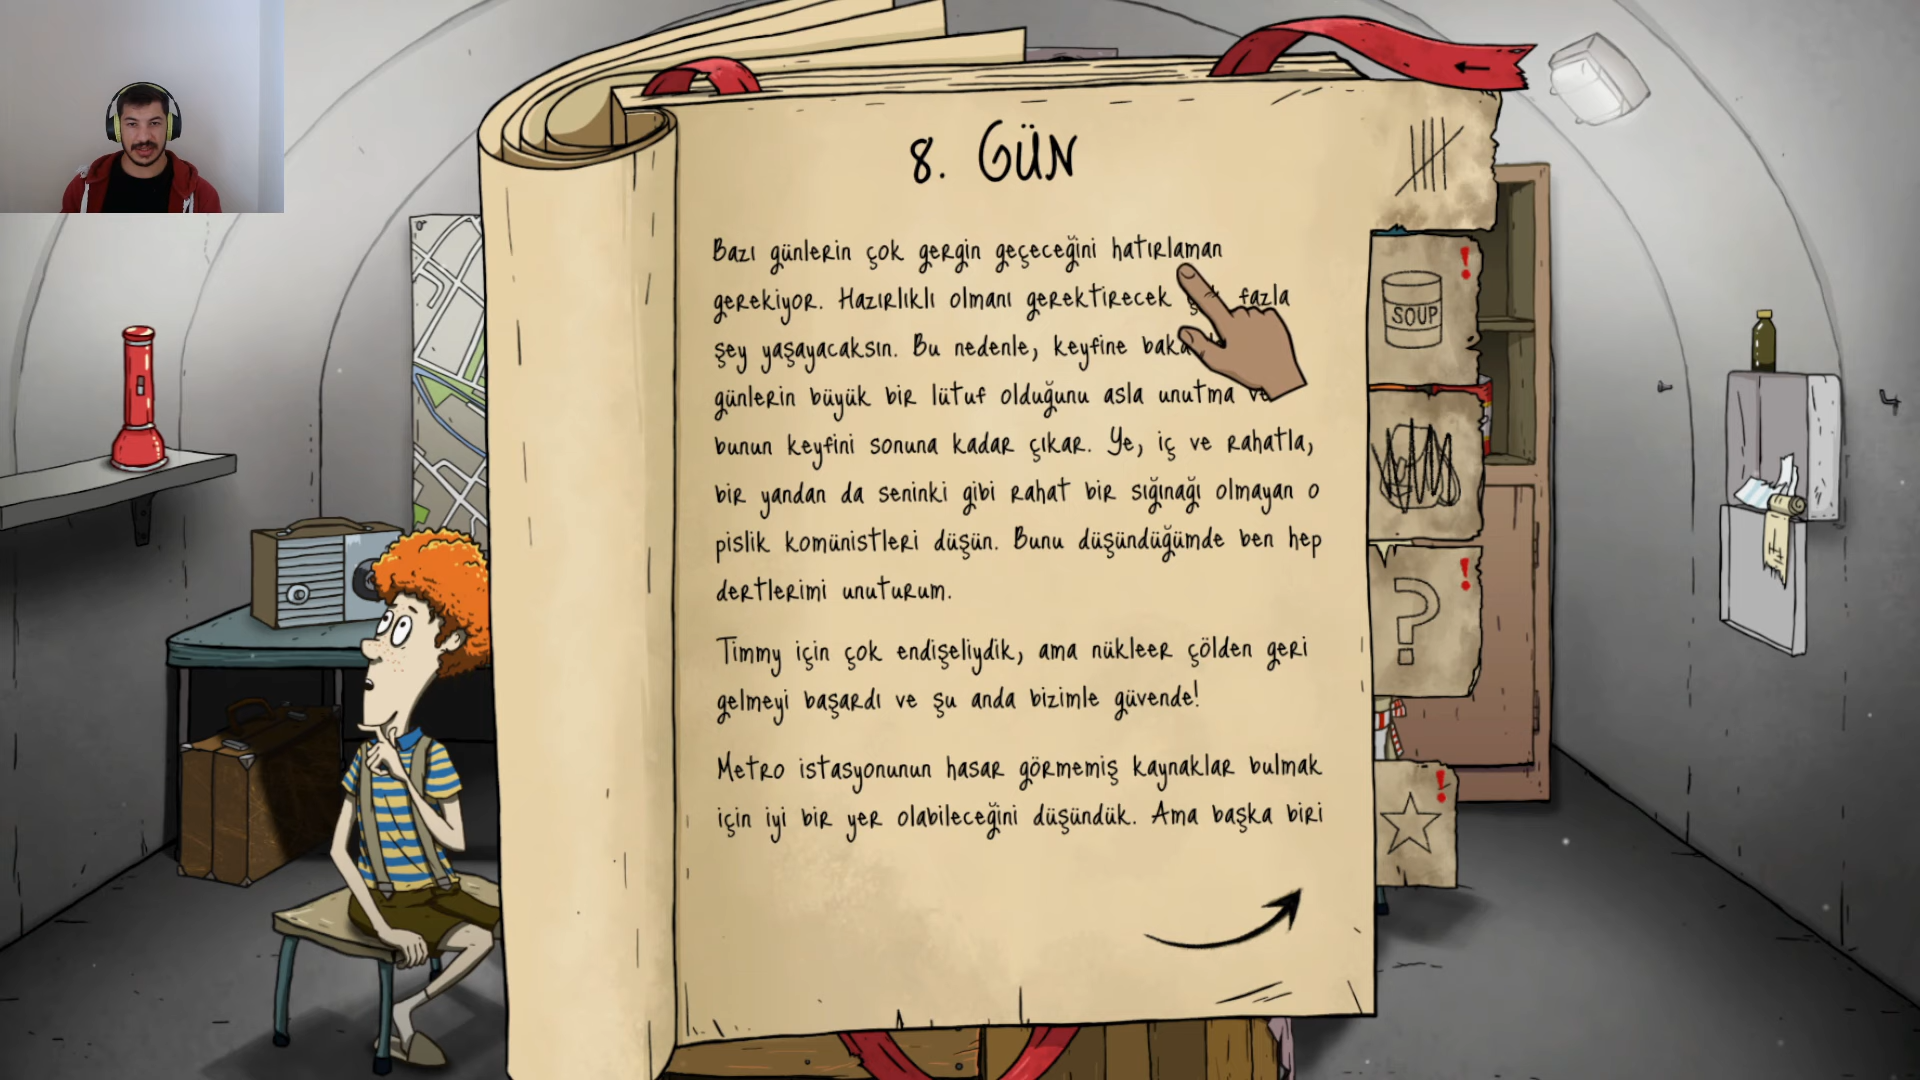 8. GÜN
Bazı günlerin çok gergin geçeceğini hatırlaman
gerekiyor. Hazırlıklı olmanı gerektirecek fazla
şey yaşayacaksın. Bu nedenle, keyfine
günlerin büyük bir lütuf olduğunu asla unutma ve
bunun keyfini sonuna kadar çıkar. Ye, iç ve rahatla,
bir yandan da seninki gibi rahat bir sığınağı olmayan o
pislik komünistleri düşün. Bunu düşündüğümde ben hep
dertlerimi unuturum.
Timmy için çok endişeliydik, ama nükleer çölden geri
gelmeyi başardı ve şu anda bizimle güvende!
Metro istasyonunun hasar görmemiş kaynaklar bulmak
için iyi bir yer olabileceğini düşündük. Ama başka biri
!
SOUP
!
?
!